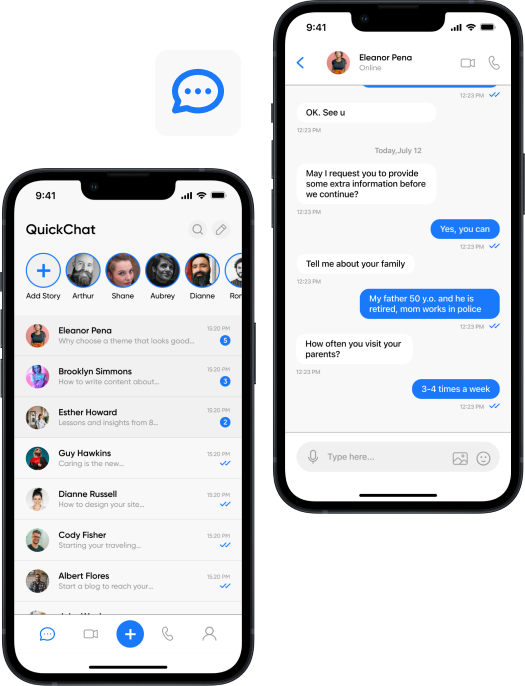 9:41
Eleanor Pena
Online
12:23 PM
OK. See u
12:23 PM
Today,July 12
May I request you to provide
some extra information before
we continue?
12:23 PM
Yes, you can
12:23 PM
Tell me about your family
12:23 PM
My father 50 y.o. and he is
retired, mom works in police
12:23 PM
How often you visit your
parents?
12:23 PM
3-4 times a week
12:23 PM
Type here...
9:41
QuickChat
Add Story Arthur Shane Aubrey Dianne
Eleanor Pena 15:20 PM
Why choose a theme that looks good... 5
Brooklyn Simmons 15:20 PM
How to write content about... 3
Esther Howard 15:20 PM
Lessons and insights from 8... 2
Guy Hawkins 15:20 PM
Caring is the new...
Dianne Russell 15:20 PM
How to design your site...
Cody Fisher 15:20 PM
Starting your traveling...
Albert Flores 15:20 PM
Start a blog to reach your...